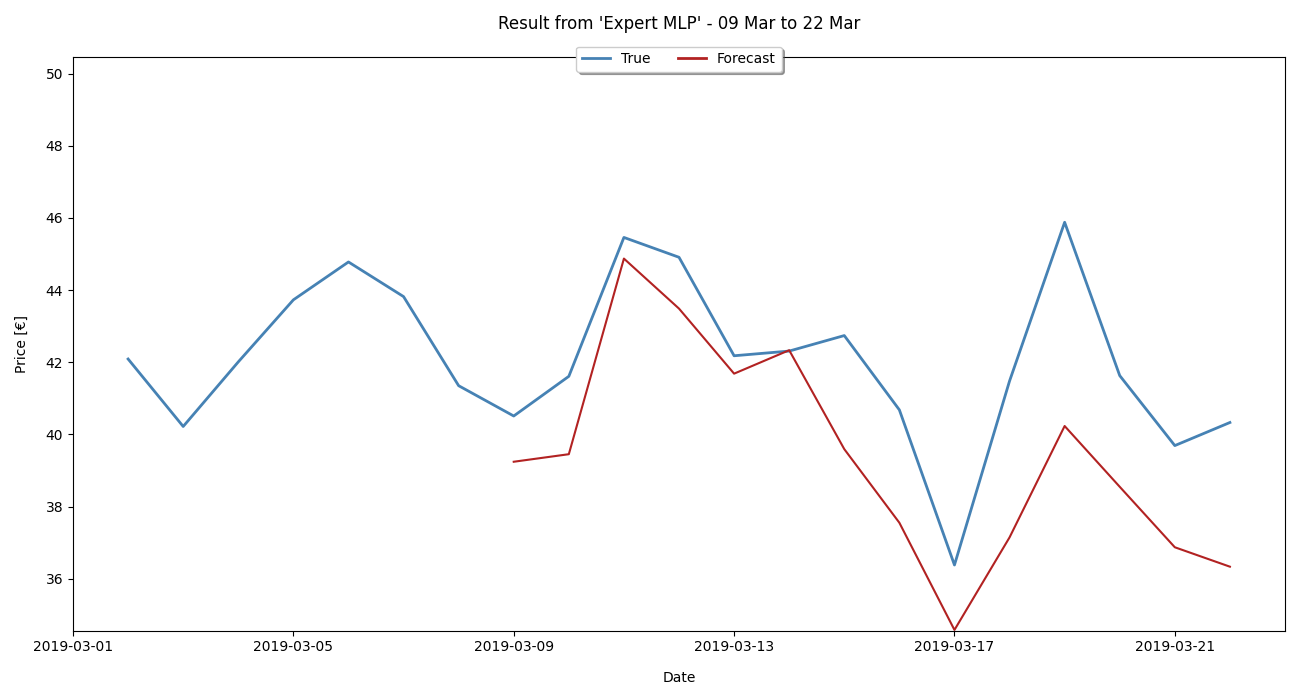 Result from 'Expert MLP' - 09 Mar to 22 Mar
True Forecast
Price [€]
50
48
46
44
42
40
38
36
2019-03-01 2019-03-05 2019-03-09 2019-03-13 2019-03-17 2019-03-21
Date